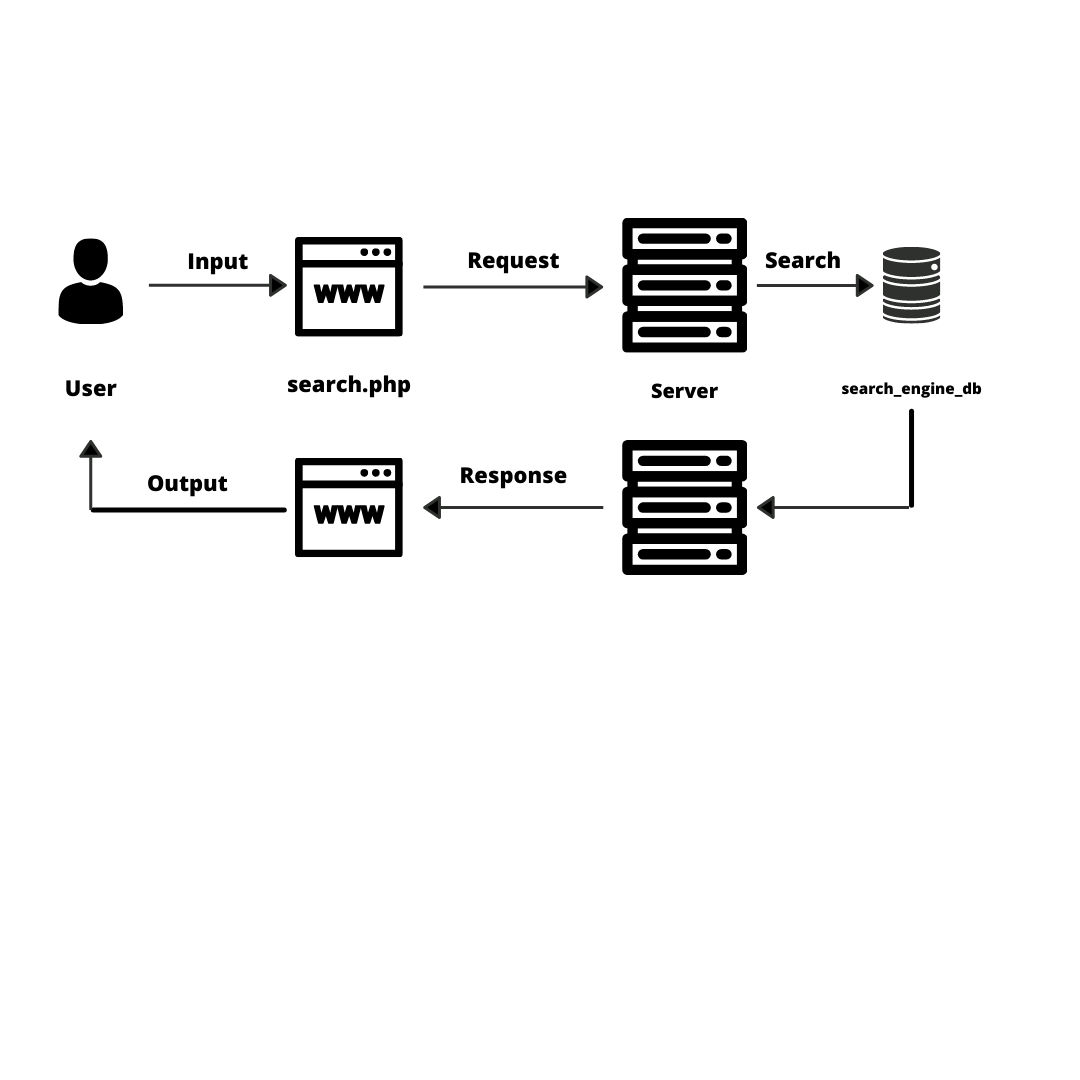 Input
Request
Search
WWW
User
search.php
Server
search_engine_db
Output
Response
WWW